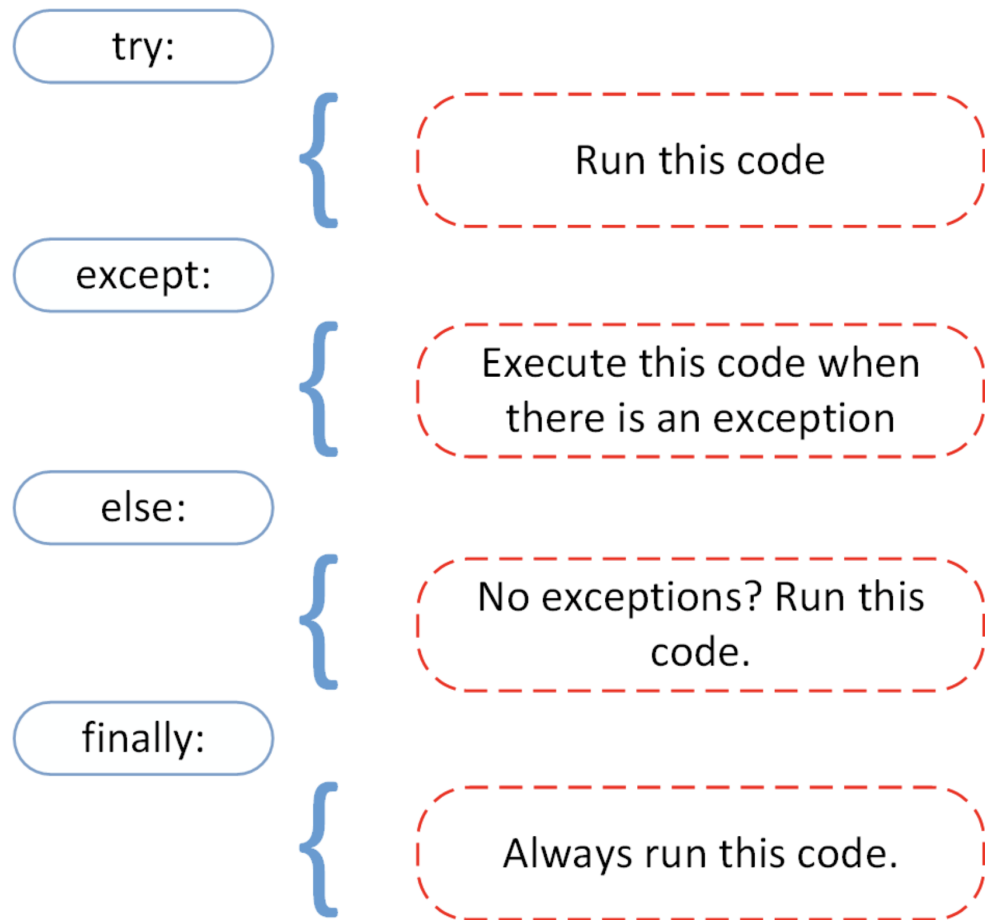 try:
Run this code
except:
Execute this code when
there is an exception
else:
No exceptions? Run this
code.
finally:
Always run this code.